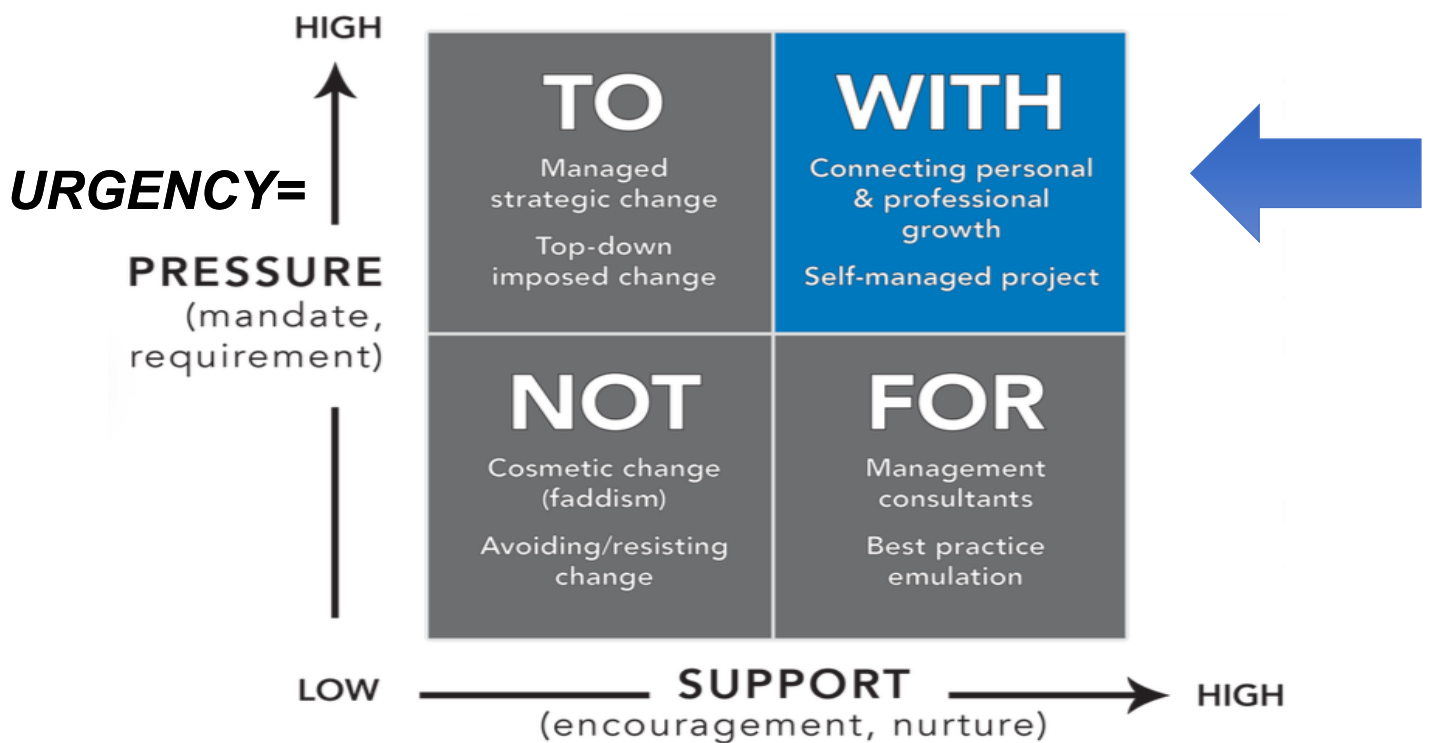 HIGH
URGENCY=
PRESSURE
(mandate,
requirement)
TO
Managed
strategic change
Top-down
imposed change
WITH
Connecting personal
& professional
growth
Self-managed project
NOT
Cosmetic change
(faddism)
Avoiding/resisting
change
FOR
Management
consultants
Best practice
emulation
LOW
SUPPORT
(encouragement, nurture)
HIGH